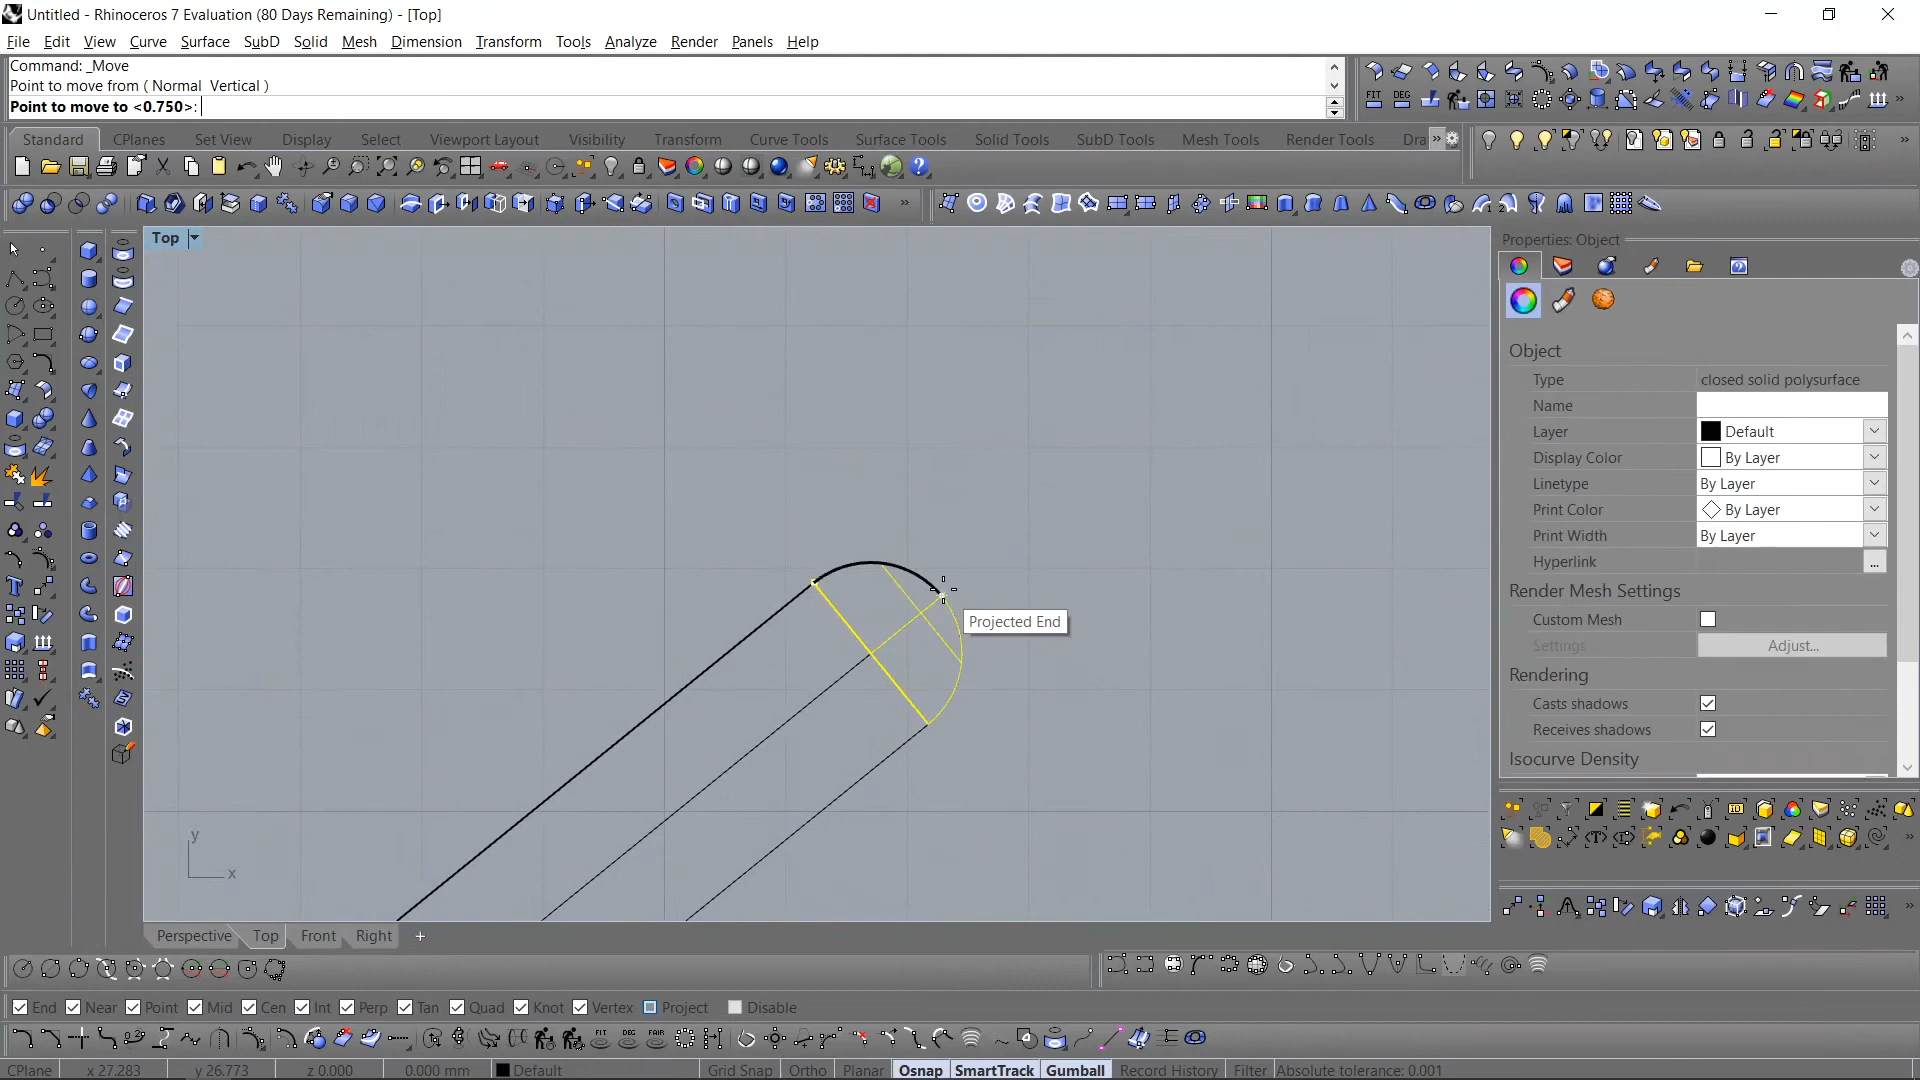 Untitled - Rhinoceros 7 Evaluation (80 Days Remaining) - [Top]
File Edit View Curve Surface SubD Solid Mesh Dimension Transform Tools Analyze Render Panels Help
Command: _Move
Point to move from ( Normal  Vertical )
Point to move to <0.750>:
FIT DEG
Standard CPlanes Set View Display Select Viewport Layout Visibility Transform Curve Tools Surface Tools Solid Tools SubD Tools Mesh Tools Render Tools Dra
Top
Properties: Object
Object
Type closed solid polysurface
Name
Layer Default
Display Color By Layer
Linetype By Layer
Print Color By Layer
Print Width By Layer
Hyperlink ...
Render Mesh Settings
Custom Mesh
Settings Adjust...
Rendering
Casts shadows
Receives shadows
Isocurve Density
Projected End
y
x
Perspective Top Front Right +
End Near Point Mid Cen Int Perp Tan Quad Knot Vertex Project Disable
FIT DEG FAIR
CPlane x 27.283 y 26.773 z 0.000 0.000 mm Default Grid Snap Ortho Planar Osnap SmartTrack Gumball Record History Filter Absolute tolerance: 0.001